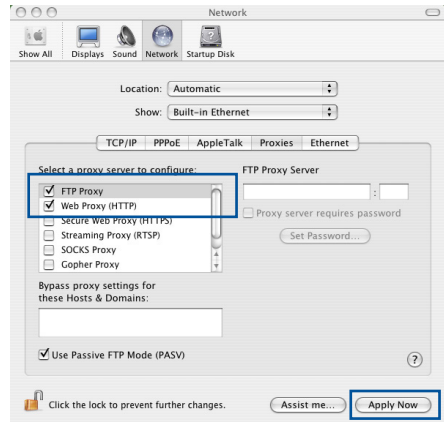 Network
Show All Displays Sound Network Startup Disk
Location: Automatic
Show: Built-in Ethernet
TCP/IP PPPoE AppleTalk Proxies Ethernet
Select a proxy server to configure: FTP Proxy Server
FTP Proxy
Web Proxy (HTTP) :
Secure Web Proxy (HTTPS) Proxy server requires password
Streaming Proxy (RTSP) Set Password...
SOCKS Proxy
Gopher Proxy
Bypass proxy settings for
these Hosts & Domains:
Use Passive FTP Mode (PASV) ?
Click the lock to prevent further changes. Assist me... Apply Now